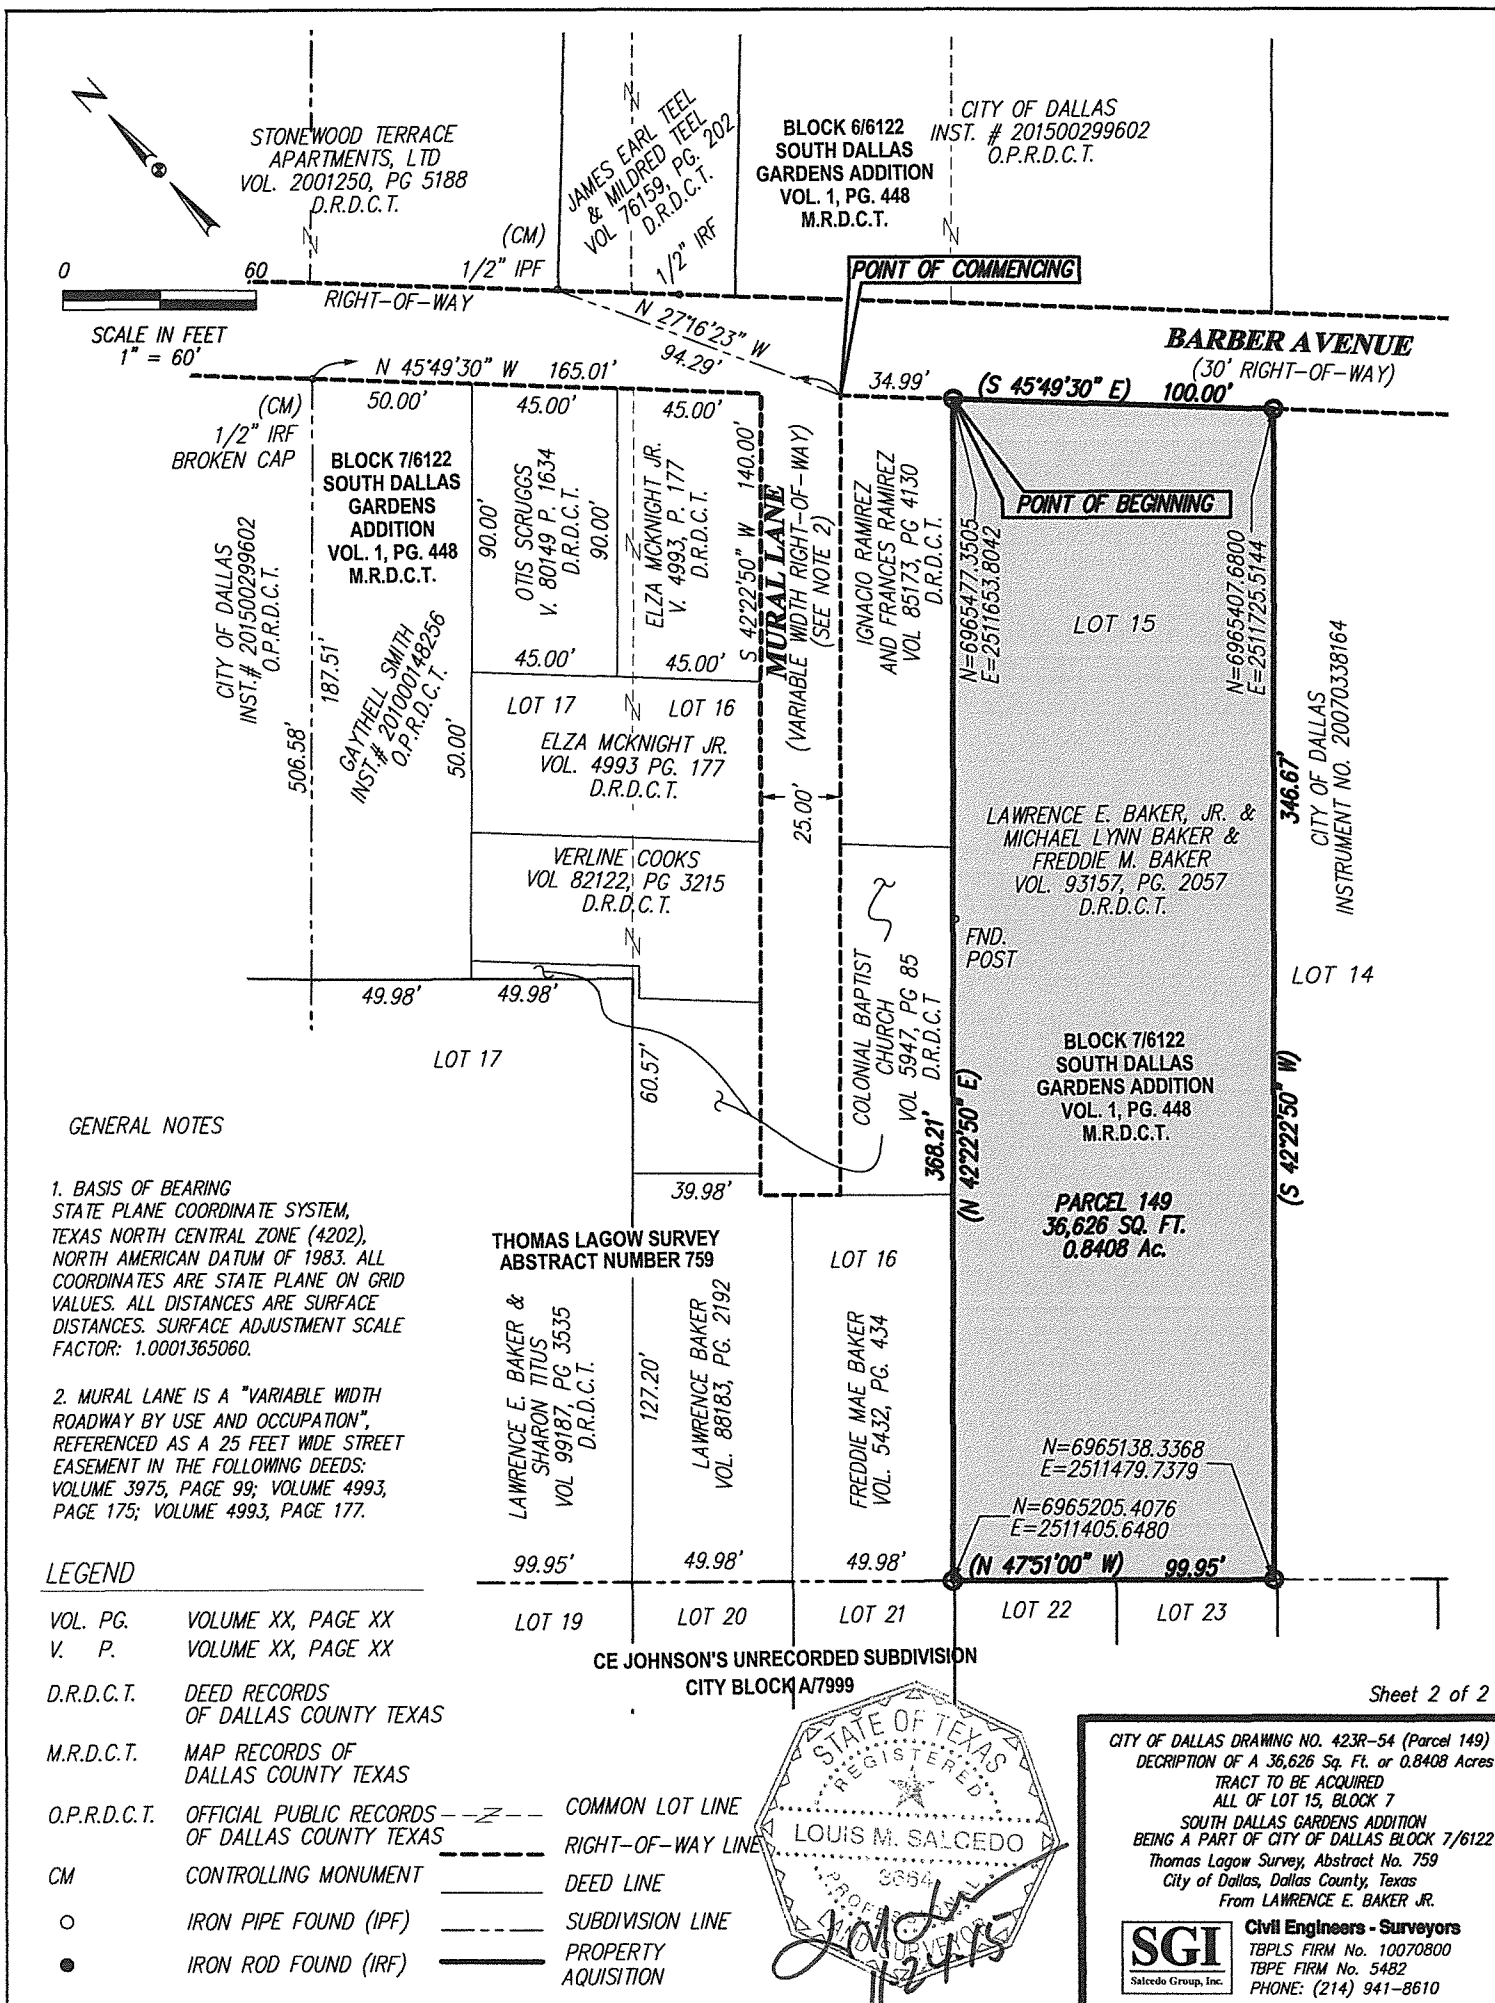 N
STONEWOOD TERRACE
APARTMENTS, LTD
VOL. 2001250, PG 5188
D.R.D.C.T.
JAMES EARL TEEL
& MILDRED TEEL
VOL 76159, PG. 202
D.R.D.C.T.
BLOCK 6/6122
SOUTH DALLAS
GARDENS ADDITION
VOL. 1, PG. 448
M.R.D.C.T.
CITY OF DALLAS
INST. # 201500299602
O.P.R.D.C.T.
(CM)
1/2" IPF
1/2" IRF
POINT OF COMMENCING
0 60
SCALE IN FEET
1" = 60'
RIGHT-OF-WAY
N 27°16'23" W
94.29'
BARBER AVENUE
(30' RIGHT-OF-WAY)
N 45°49'30" W 165.01'
34.99'
(S 45°49'30" E) 100.00'
(CM)
1/2" IRF
BROKEN CAP
50.00'
45.00'
45.00'
BLOCK 7/6122
SOUTH DALLAS
GARDENS
ADDITION
VOL. 1, PG. 448
M.R.D.C.T.
90.00'
OTIS SCRUGGS
V. 80149 P. 1634
D.R.D.C.T.
90.00'
ELZA MCKNIGHT JR.
V. 4993, P. 177
D.R.D.C.T.
S 42°22'50" W 140.00'
MURAL LANE
(VARIABLE WIDTH RIGHT-OF-WAY)
(SEE NOTE 2)
IGNACIO RAMIREZ
AND FRANCES RAMIREZ
VOL 85173, PG 4130
D.R.D.C.T.
POINT OF BEGINNING
N=6965477.3505
E=2511653.8042
N=6965407.6800
E=2511725.5144
LOT 15
CITY OF DALLAS
INST.# 201500299602
O.P.R.D.C.T.
187.51'
506.58'
GAYTHELL SMITH
INST.# 201000148256
O.P.R.D.C.T.
50.00'
45.00'
45.00'
LOT 17
LOT 16
ELZA MCKNIGHT JR.
VOL. 4993 PG. 177
D.R.D.C.T.
25.00'
CITY OF DALLAS
INSTRUMENT NO. 20070338164
346.67'
LAWRENCE E. BAKER, JR. &
MICHAEL LYNN BAKER &
FREDDIE M. BAKER
VOL. 93157, PG. 2057
D.R.D.C.T.
VERLINE COOKS
VOL 82122, PG 3215
D.R.D.C.T.
FND.
POST
COLONIAL BAPTIST
CHURCH
VOL 5947, PG 85
D.R.D.C.T
LOT 14
49.98'
49.98'
LOT 17
60.57'
39.98'
368.21'
(N 42°22'50" E)
BLOCK 7/6122
SOUTH DALLAS
GARDENS ADDITION
VOL. 1, PG. 448
M.R.D.C.T.
(S 42°22'50" W)
PARCEL 149
36,626 SQ. FT.
0.8408 Ac.
GENERAL NOTES
1. BASIS OF BEARING
STATE PLANE COORDINATE SYSTEM,
TEXAS NORTH CENTRAL ZONE (4202),
NORTH AMERICAN DATUM OF 1983. ALL
COORDINATES ARE STATE PLANE ON GRID
VALUES. ALL DISTANCES ARE SURFACE
DISTANCES. SURFACE ADJUSTMENT SCALE
FACTOR: 1.0001365060.
2. MURAL LANE IS A "VARIABLE WIDTH
ROADWAY BY USE AND OCCUPATION",
REFERENCED AS A 25 FEET WIDE STREET
EASEMENT IN THE FOLLOWING DEEDS:
VOLUME 3975, PAGE 99; VOLUME 4993,
PAGE 175; VOLUME 4993, PAGE 177.
THOMAS LAGOW SURVEY
ABSTRACT NUMBER 759
LOT 16
LAWRENCE E. BAKER &
SHARON TITUS
VOL 99187, PG 3535
D.R.D.C.T.
127.20'
LAWRENCE BAKER
VOL. 88183, PG. 2192
FREDDIE MAE BAKER
VOL. 5432, PG. 434
N=6965138.3368
E=2511479.7379
N=6965205.4076
E=2511405.6480
99.95'
49.98'
49.98'
(N 47°51'00" W) 99.95'
LOT 19
LOT 20
LOT 21
LOT 22
LOT 23
CE JOHNSON'S UNRECORDED SUBDIVISION
CITY BLOCK A/7999
LEGEND
VOL. PG. VOLUME XX, PAGE XX
V. P. VOLUME XX, PAGE XX
D.R.D.C.T. DEED RECORDS
OF DALLAS COUNTY TEXAS
M.R.D.C.T. MAP RECORDS OF
DALLAS COUNTY TEXAS
O.P.R.D.C.T. OFFICIAL PUBLIC RECORDS
OF DALLAS COUNTY TEXAS
CM CONTROLLING MONUMENT
IRON PIPE FOUND (IPF)
IRON ROD FOUND (IRF)
COMMON LOT LINE
RIGHT-OF-WAY LINE
DEED LINE
SUBDIVISION LINE
PROPERTY
AQUISITION
STATE OF TEXAS
REGISTERED
LOUIS M. SALCEDO
3664
PROFESSIONAL
LAND SURVEYOR
Sheet 2 of 2
CITY OF DALLAS DRAWING NO. 423R-54 (Parcel 149)
DECRIPTION OF A 36,626 Sq. Ft. or 0.8408 Acres
TRACT TO BE ACQUIRED
ALL OF LOT 15, BLOCK 7
SOUTH DALLAS GARDENS ADDITION
BEING A PART OF CITY OF DALLAS BLOCK 7/6122
Thomas Lagow Survey, Abstract No. 759
City of Dallas, Dallas County, Texas
From LAWRENCE E. BAKER JR.
SGI
Salcedo Group, Inc.
Civil Engineers - Surveyors
TBPLS FIRM No. 10070800
TBPE FIRM No. 5482
PHONE: (214) 941-8610